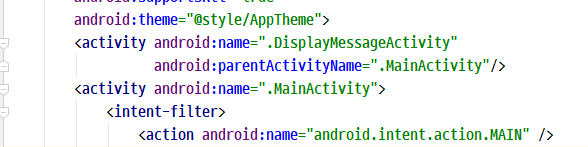 android:theme="@style/AppTheme">
<activity android:name=".DisplayMessageActivity"
android:parentActivityName=".MainActivity"/>
<activity android:name=".MainActivity">
<intent-filter>
<action android:name="android.intent.action.MAIN" />